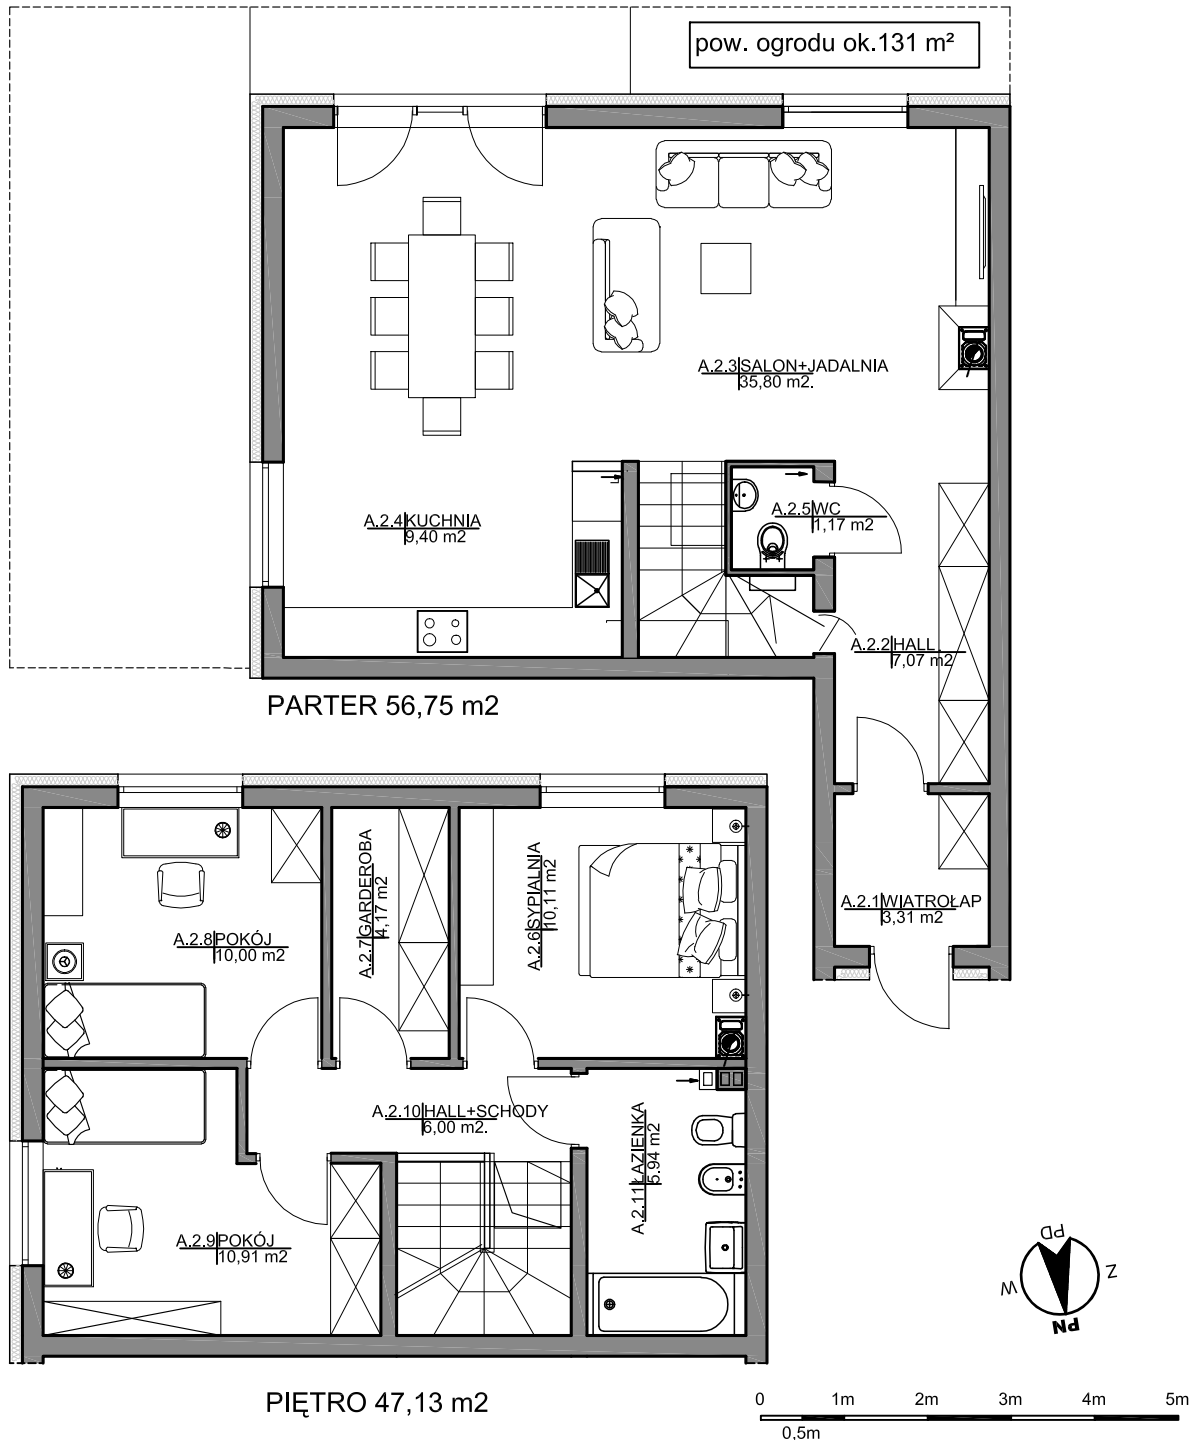 pow. ogrodu ok.131 m²
A.2.3 SALON+JADALNIA
35,80 m2.
A.2.4 KUCHNIA
9,40 m2
A.2.5 WC
1,17 m2
A.2.2 HALL
7,07 m2
PARTER 56,75 m2
A.2.1 WIATROŁAP
3,31 m2
A.2.8 POKÓJ
10,00 m2
A.2.7 GARDEROBA
4,17 m2
A.2.6 SYPIALNIA
10,11 m2
A.2.10 HALL+SCHODY
6,00 m2.
A.2.11 ŁAZIENKA
5.94 m2
A.2.9 POKÓJ
10,91 m2
PD
W
Z
PN
PIĘTRO 47,13 m2
0 1m 2m 3m 4m 5m
0,5m